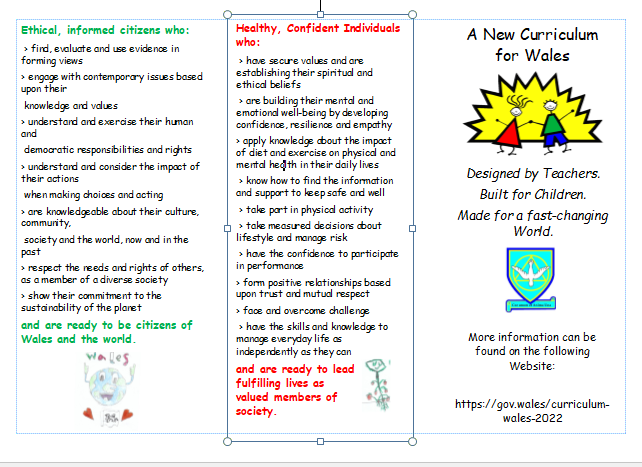 Ethical, informed citizens who:
> find, evaluate and use evidence in
forming views
> engage with contemporary issues based
upon their
knowledge and values
> understand and exercise their human
and
democratic responsibilities and rights
> understand and consider the impact of
their actions
when making choices and acting
> are knowledgeable about their culture,
community,
society and the world, now and in the
past
> respect the needs and rights of others,
as a member of a diverse society
> show their commitment to the
sustainability of the planet
and are ready to be citizens of
Wales and the world.
Wales
Healthy, Confident Individuals
who:
> have secure values and are
establishing their spiritual and
ethical beliefs
> are building their mental and
emotional well-being by developing
confidence, resilience and empathy
> apply knowledge about the impact
of diet and exercise on physical and
mental health in their daily lives
> know how to find the information
and support to keep safe and well
> take part in physical activity
> take measured decisions about
lifestyle and manage risk
> have the confidence to participate
in performance
> form positive relationships based
upon trust and mutual respect
> face and overcome challenge
> have the skills and knowledge to
manage everyday life as
independently as they can
and are ready to lead
fulfilling lives as
valued members of
society.
A New Curriculum
for Wales
Designed by Teachers.
Built for Children.
Made for a fast-changing
World.
More information can be
found on the following
Website:
https://gov.wales/curriculum-
wales-2022